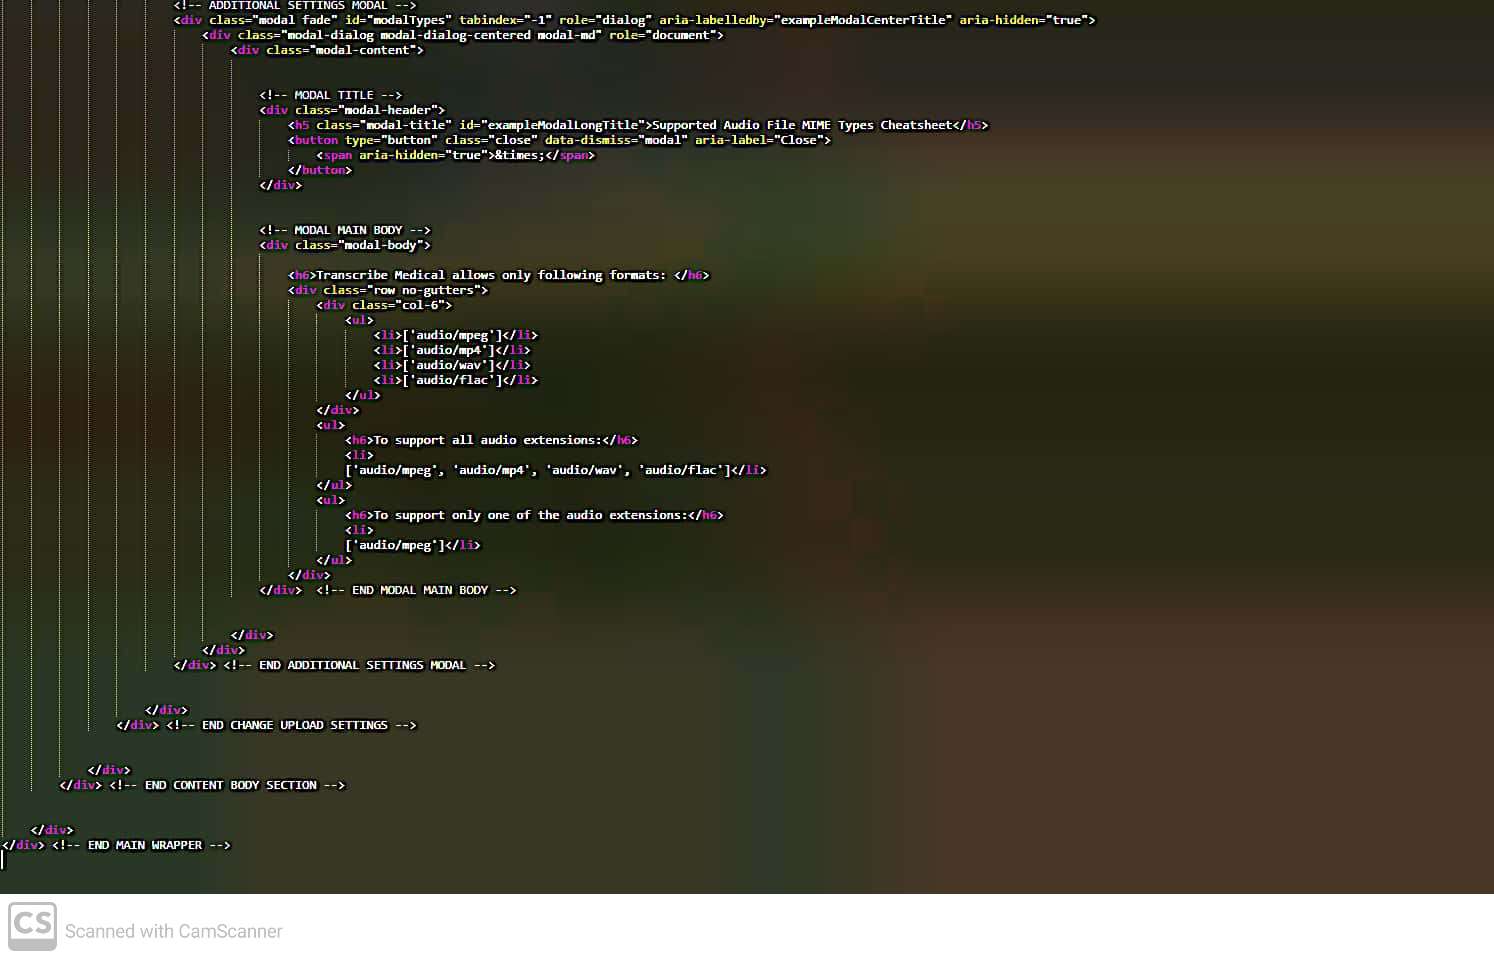 <!-- ADDITIONAL SETTINGS MODAL -->
<div class="modal fade" id="modalTypes" tabindex="-1" role="dialog" aria-labelledby="exampleModalCenterTitle" aria-hidden="true">
<div class="modal-dialog modal-dialog-centered modal-md" role="document">
<div class="modal-content">
<!-- MODAL TITLE -->
<div class="modal-header">
<h5 class="modal-title" id="exampleModalLongTitle">Supported Audio File MIME Types Cheatsheet</h5>
<button type="button" class="close" data-dismiss="modal" aria-label="Close">
<span aria-hidden="true">&times;</span>
</button>
</div>
<!-- MODAL MAIN BODY -->
<div class="modal-body">
<h6>Transcribe Medical allows only following formats: </h6>
<div class="row no-gutters">
<div class="col-6">
<ul>
<li>['audio/mpeg']</li>
<li>['audio/mp4']</li>
<li>['audio/wav']</li>
<li>['audio/flac']</li>
</ul>
</div>
<ul>
<h6>To support all audio extensions:</h6>
<li>
['audio/mpeg', 'audio/mp4', 'audio/wav', 'audio/flac']</li>
</ul>
<ul>
<h6>To support only one of the audio extensions:</h6>
<li>
['audio/mpeg']</li>
</ul>
</div>
</div> <!-- END MODAL MAIN BODY -->
</div>
</div>
</div> <!-- END ADDITIONAL SETTINGS MODAL -->
</div>
</div> <!-- END CHANGE UPLOAD SETTINGS -->
</div>
</div> <!-- END CONTENT BODY SECTION -->
</div>
</div> <!-- END MAIN WRAPPER -->
CS Scanned with CamScanner